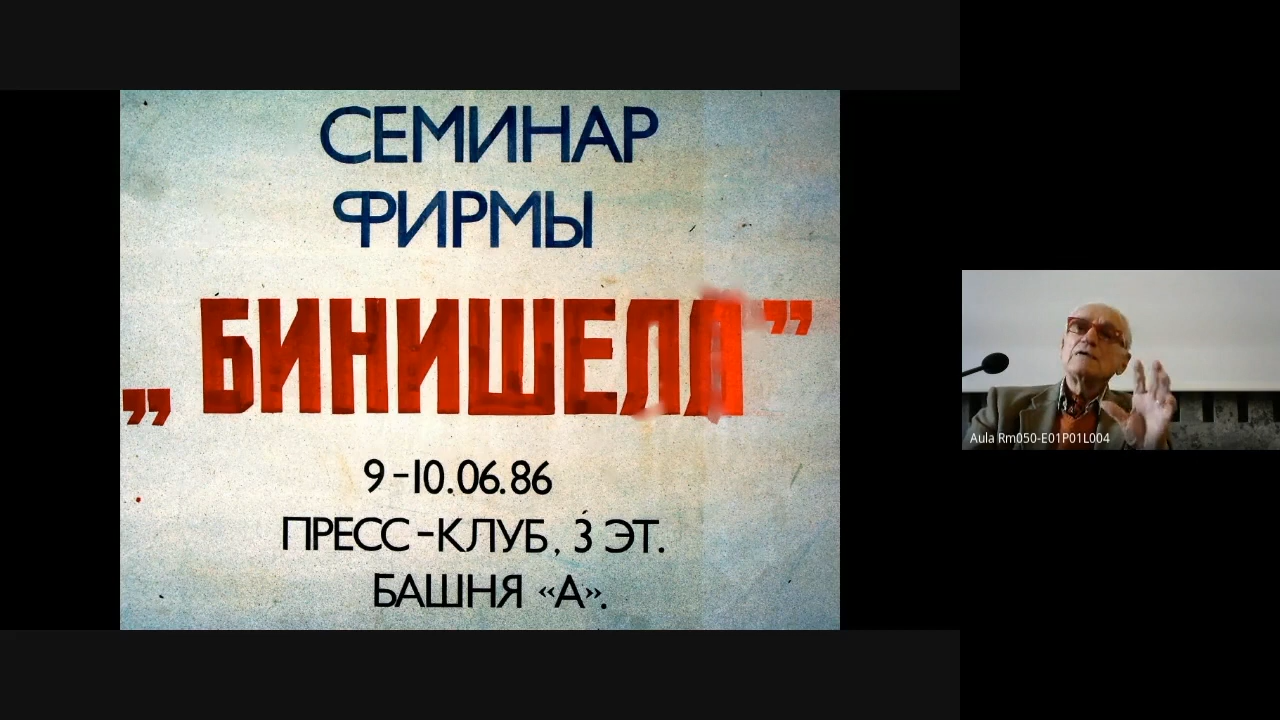 СЕМИНАР
ФИРМЫ
„БИНИШЕЛЛ”
9-10.06.86
ПРЕСС-КЛУБ, 3 ЭТ.
БАШНЯ «А».
Aula Rm050-E01P01L004